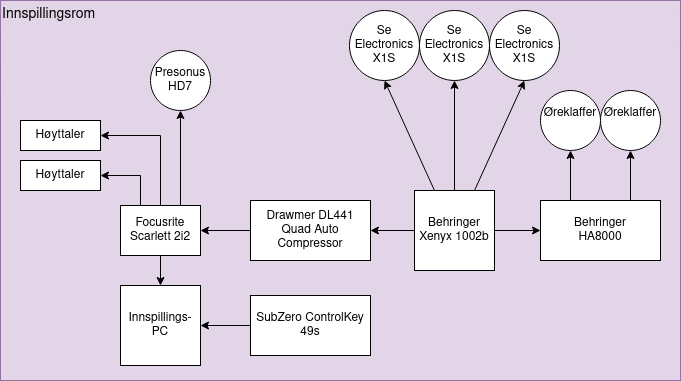 Innspillingsrom
Se
Electronics
X1S
Se
Electronics
X1S
Se
Electronics
X1S
Presonus
HD7
Øreklaffer
Øreklaffer
Høyttaler
Høyttaler
Focusrite
Scarlett 2i2
Drawmer DL441
Quad Auto
Compressor
Behringer
Xenyx 1002b
Behringer
HA8000
Innspillings-
PC
SubZero ControlKey
49s